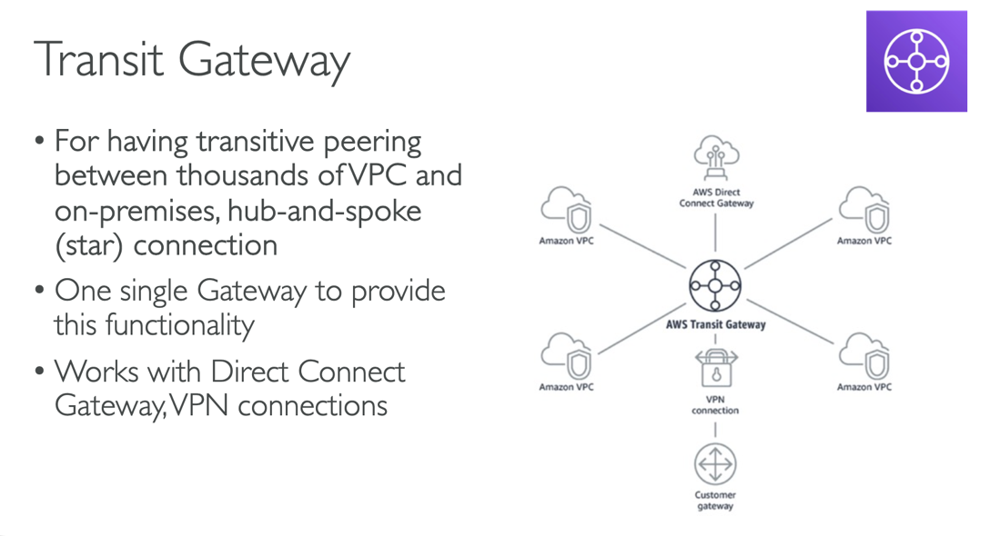 Transit Gateway
• For having transitive peering
between thousands of VPC and
on-premises, hub-and-spoke
(star) connection
• One single Gateway to provide
this functionality
• Works with Direct Connect
Gateway, VPN connections
AWS Direct
Connect Gateway
Amazon VPC
Amazon VPC
AWS Transit Gateway
Amazon VPC
Amazon VPC
VPN
connection
Customer
gateway